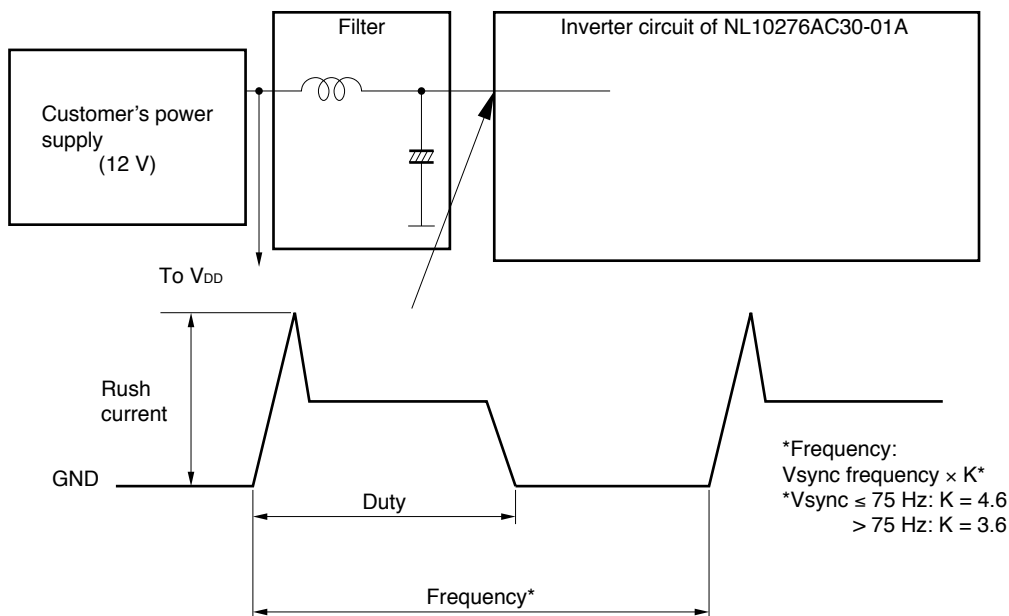 Filter
Inverter circuit of NL10276AC30-01A
Customer's power
supply
(12 V)
To VDD
Rush
current
GND
Duty
Frequency*
*Frequency:
Vsync frequency × K*
*Vsync ≤ 75 Hz: K = 4.6
> 75 Hz: K = 3.6